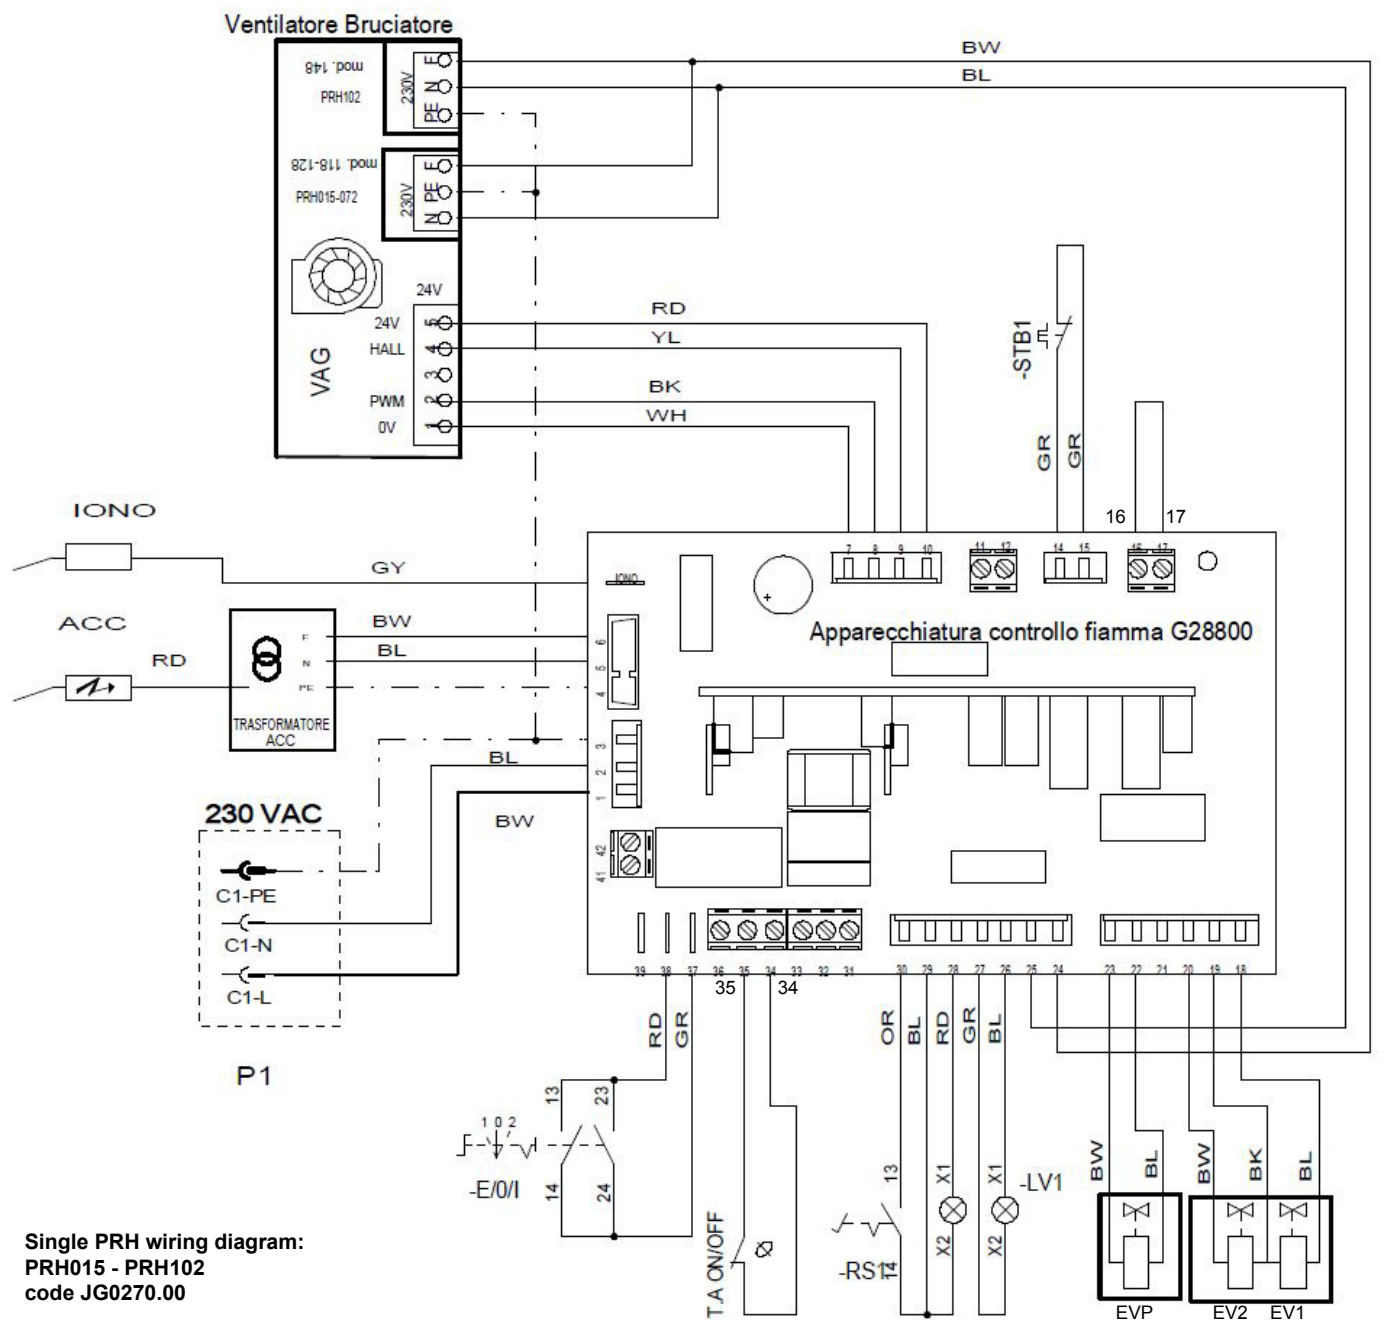 Ventilatore Bruciatore
mod. 148
PRH102
230V
E
N
PE
mod. 118-128
PRH015-072
230V
E
PE
N
BW
BL
24V
24V
5
HALL
4
3
PWM
2
0V
1
VAG
RD
YL
BK
WH
-STB1
GR
GR
16
17
IONO
GY
ACC
RD
F
N
PE
TRASFORMATORE
ACC
BW
BL
BL
BW
230 VAC
C1-PE
C1-N
C1-L
P1
IONO
6
5
4
3
2
1
42
41
7
8
9
10
11
12
14
15
16
17
Apparecchiatura controllo fiamma G28800
39
38
37
36
35
34
33
32
31
30
29
28
27
26
25
24
23
22
21
20
19
18
35
34
RD
GR
OR
BL
RD
GR
BL
13
23
1 0 2
-E/0/I
14
24
T.A ON/OFF
13
-RS1
14
X1
X2
X1
X2
-LV1
BW
BL
BW
BK
BL
EVP
EV2
EV1
Single PRH wiring diagram:
PRH015 - PRH102
code JG0270.00